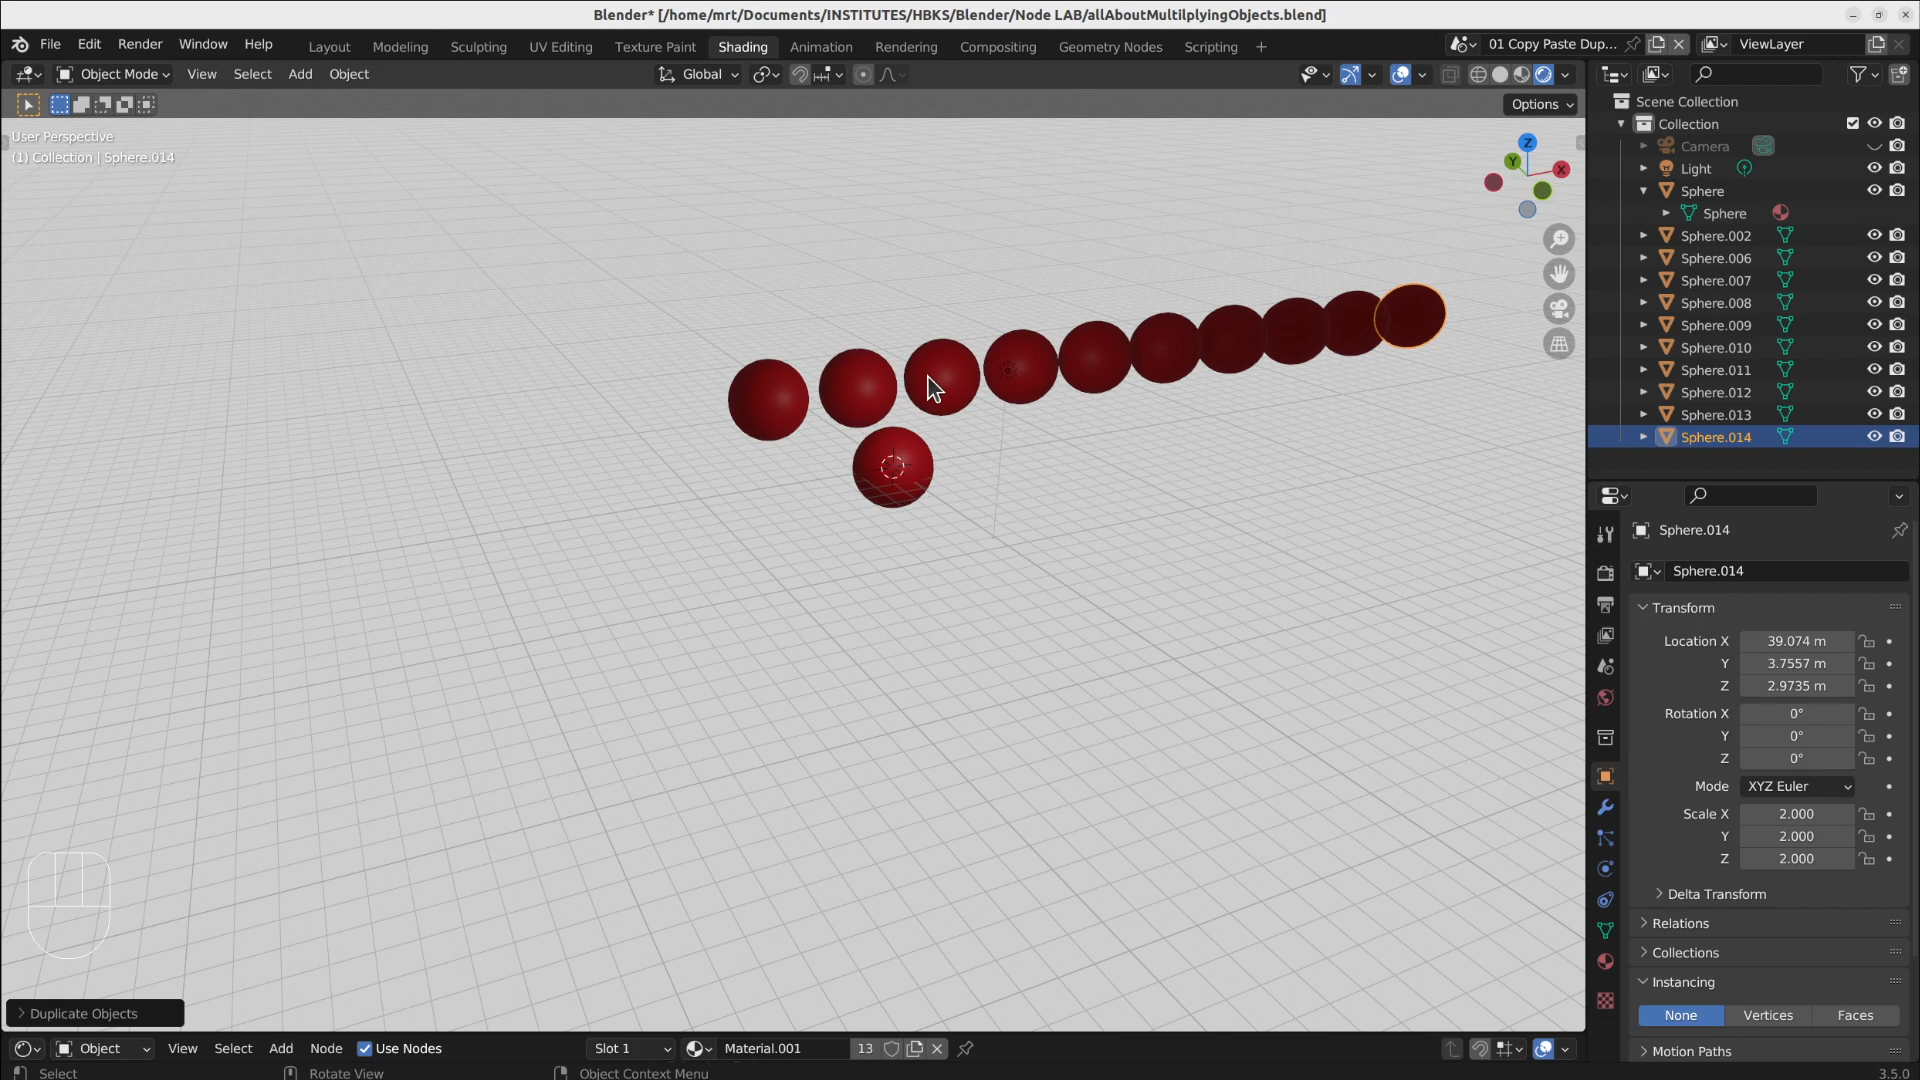 Blender* [/home/mrt/Documents/INSTITUTES/HBKS/Blender/Node LAB/allAboutMultilplyingObjects.blend]
File Edit Render Window Help Layout Modeling Sculpting UV Editing Texture Paint Shading Animation Rendering Compositing Geometry Nodes Scripting + 01 Copy Paste Dup... ViewLayer
Object Mode View Select Add Object Global
Options
User Perspective
(1) Collection | Sphere.014
Z
Y
X
Scene Collection
Collection
Camera
Light
Sphere
Sphere
Sphere.002
Sphere.006
Sphere.007
Sphere.008
Sphere.009
Sphere.010
Sphere.011
Sphere.012
Sphere.013
Sphere.014
Sphere.014
Sphere.014
Transform
Location X 39.074 m
Y 3.7557 m
Z 2.9735 m
Rotation X 0°
Y 0°
Z 0°
Mode XYZ Euler
Scale X 2.000
Y 2.000
Z 2.000
Delta Transform
Relations
Collections
Instancing
None Vertices Faces
Motion Paths
Duplicate Objects
Object View Select Add Node Use Nodes Slot 1 Material.001 13
Select Rotate View Object Context Menu 3.5.0